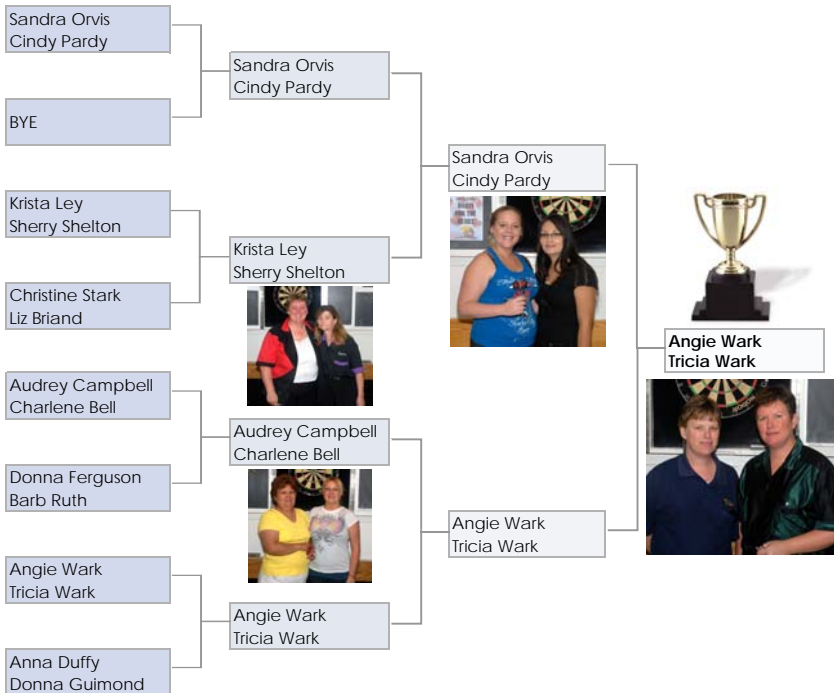 Sandra Orvis
Cindy Pardy
BYE
Krista Ley
Sherry Shelton
Christine Stark
Liz Briand
Audrey Campbell
Charlene Bell
Donna Ferguson
Barb Ruth
Angie Wark
Tricia Wark
Anna Duffy
Donna Guimond
Sandra Orvis
Cindy Pardy
Krista Ley
Sherry Shelton
Audrey Campbell
Charlene Bell
Angie Wark
Tricia Wark
Sandra Orvis
Cindy Pardy
Angie Wark
Tricia Wark
Angie Wark
Tricia Wark